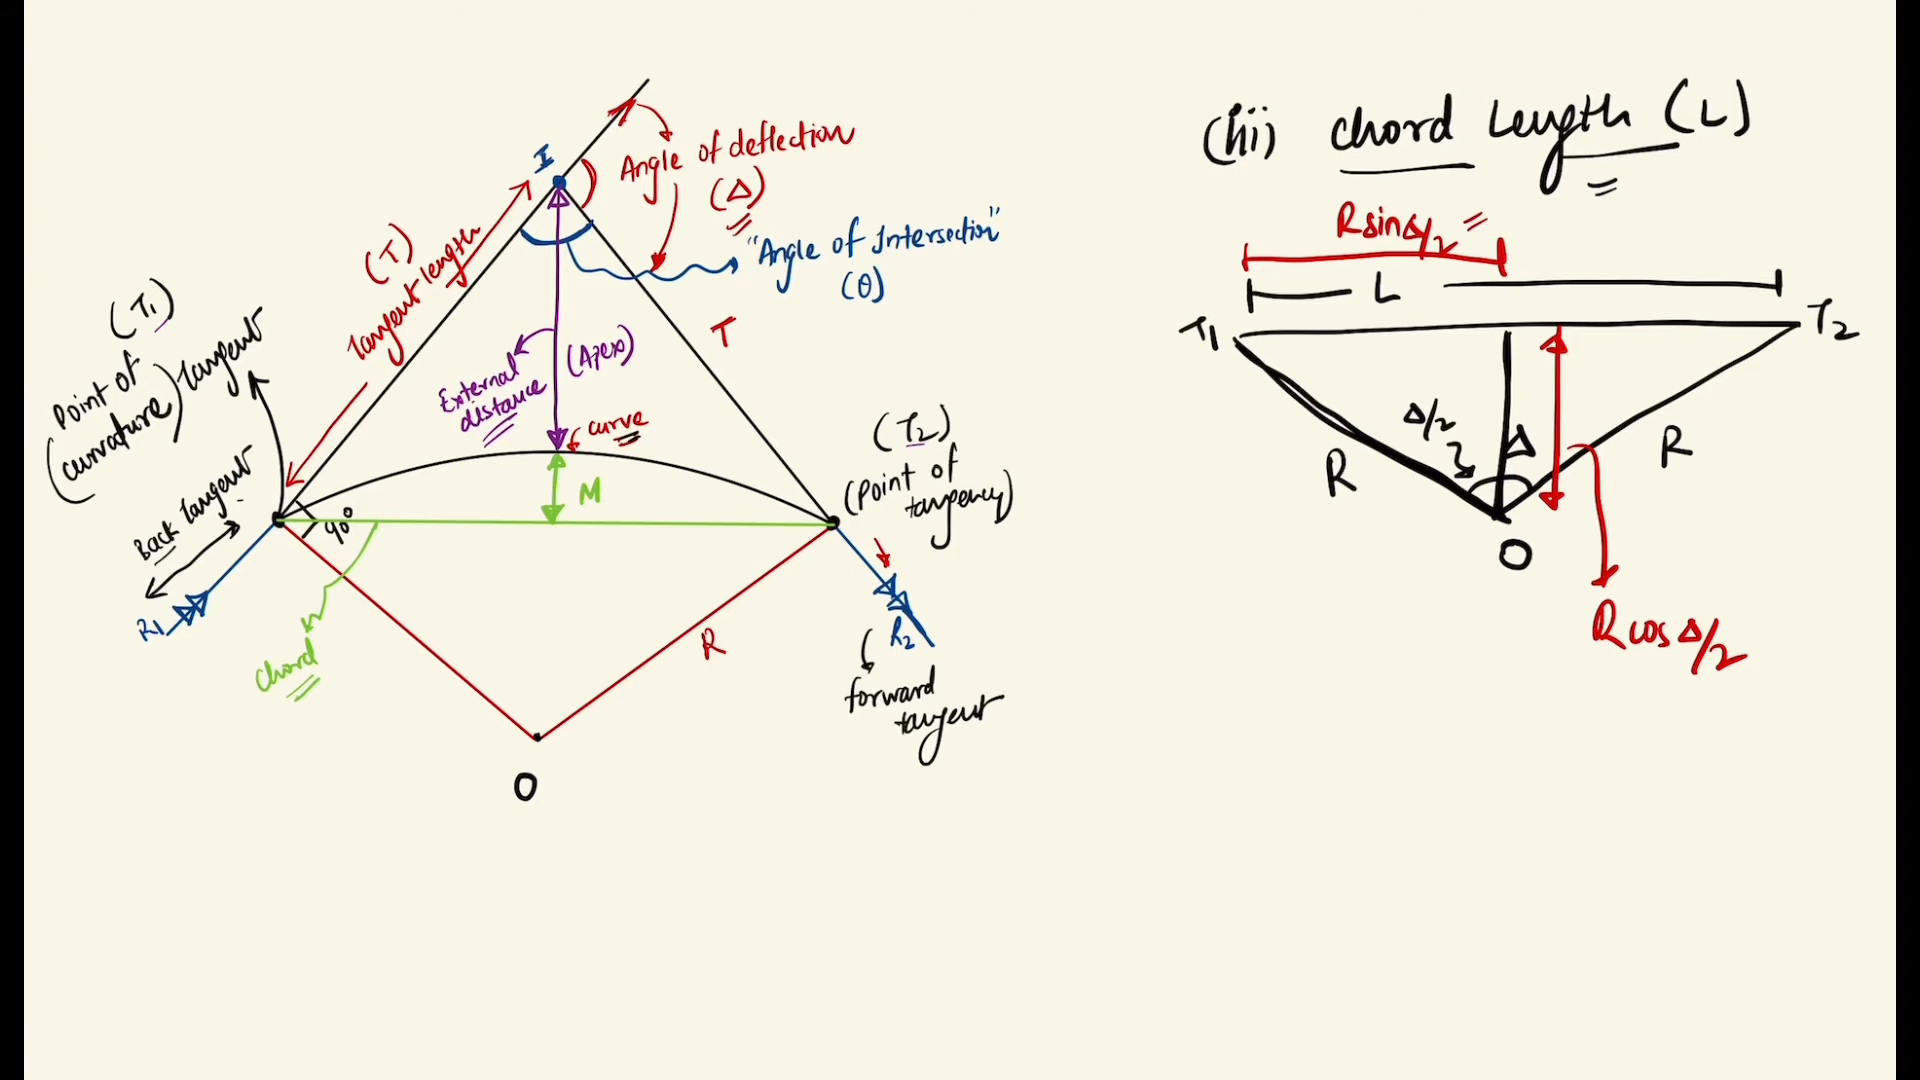 I
Angle of deflection
(Δ)
"Angle of Intersection"
(θ)
(T)
Tangent length
T
(T₁)
Point of
(curvature) Tangent
External
distance
(Apex)
curve
M
90°
Back tangent
R1
chord
(T₂)
(Point of
tangency)
R₂
forward
tangent
R
O
(iii) chord Length (L)
R sin Δ/2
L
T₁
T₂
Δ/2
Δ
R
R
O
R cos Δ/2